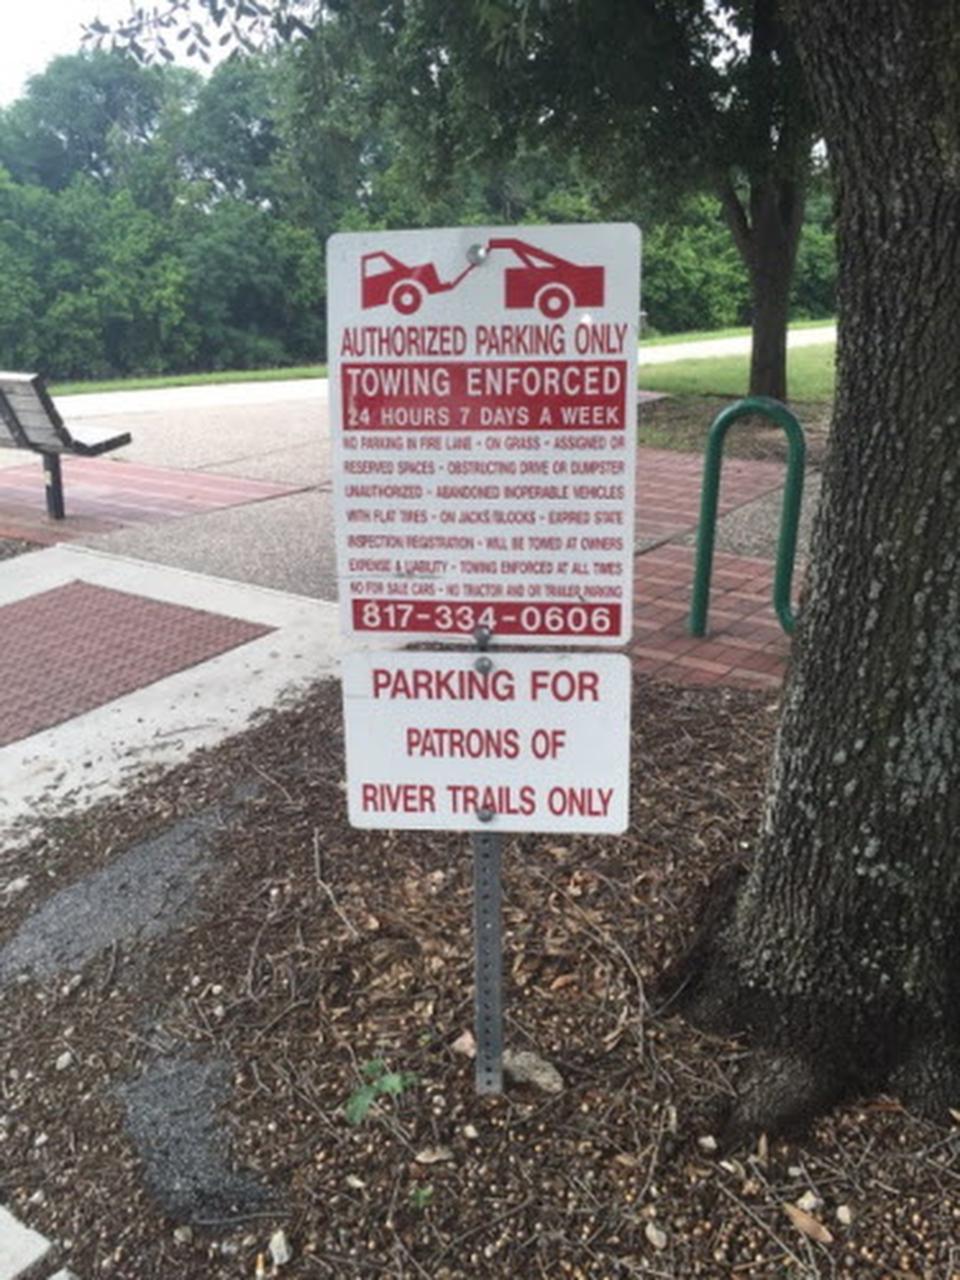 AUTHORIZED PARKING ONLY
TOWING ENFORCED
24 HOURS 7 DAYS A WEEK
NO PARKING IN FIRE LANE - ON GRASS - ASSIGNED OR
RESERVED SPACES - OBSTRUCTING DRIVE OR DUMPSTER
UNAUTHORIZED - ABANDONED INOPERABLE VEHICLES
WITH FLAT TIRES - ON JACKS/BLOCKS - EXPIRED STATE
INSPECTION/REGISTRATION - WILL BE TOWED AT OWNERS
EXPENSE & LIABILITY - TOWING ENFORCED AT ALL TIMES
NO FOR SALE CARS - NO TRACTOR AND OR TRAILER PARKING
817-334-0606
PARKING FOR
PATRONS OF
RIVER TRAILS ONLY